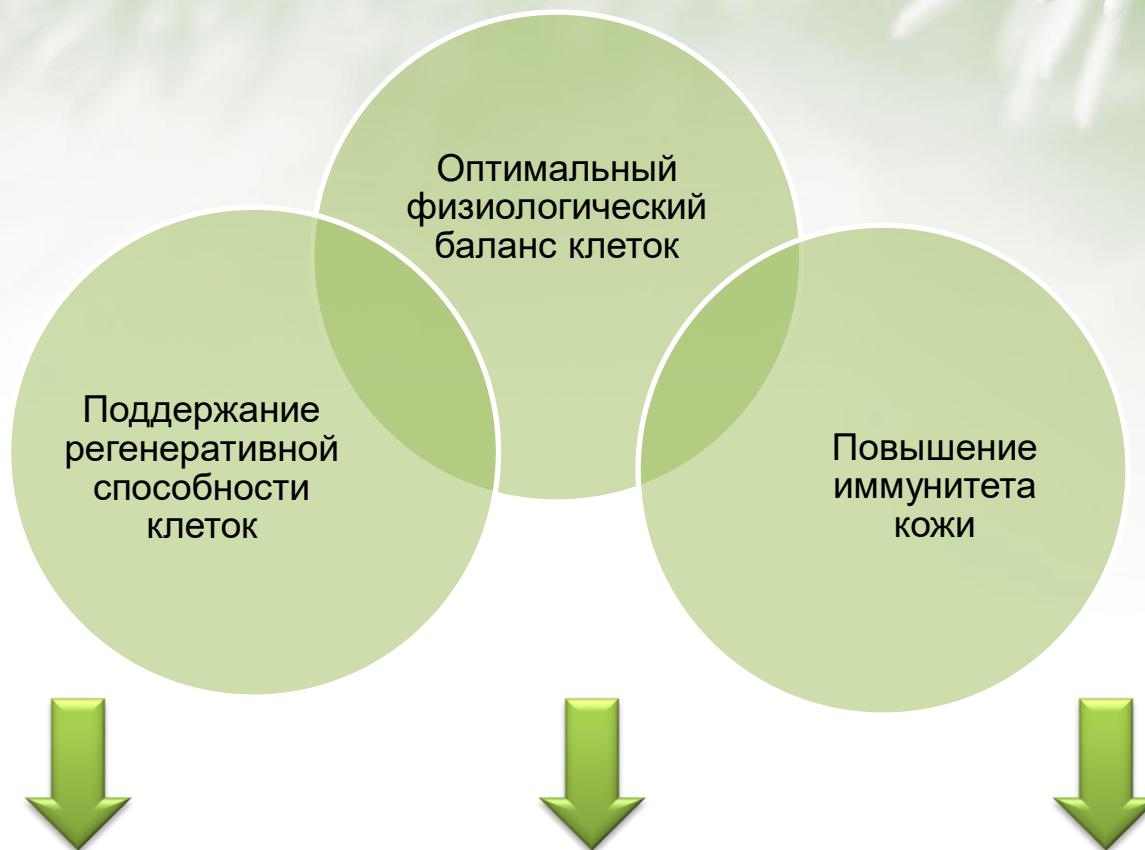 Оптимальный
физиологический
баланс клеток
Поддержание
регенеративной
способности
клеток
Повышение
иммунитета
кожи